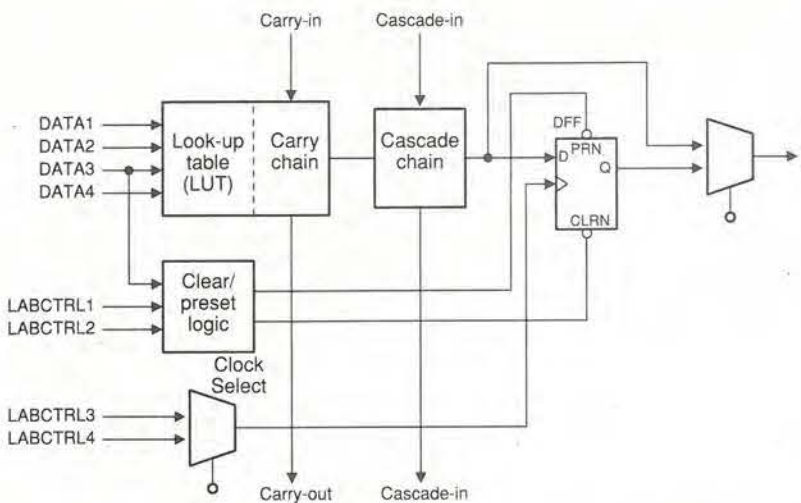 Carry-in
Cascade-in
DATA1
DATA2
DATA3
DATA4
Look-up
table
(LUT)
Carry
chain
Cascade
chain
DFF
PRN
D
Q
CLRN
LABCTRL1
LABCTRL2
Clear/
preset
logic
Clock
Select
LABCTRL3
LABCTRL4
Carry-out
Cascade-in